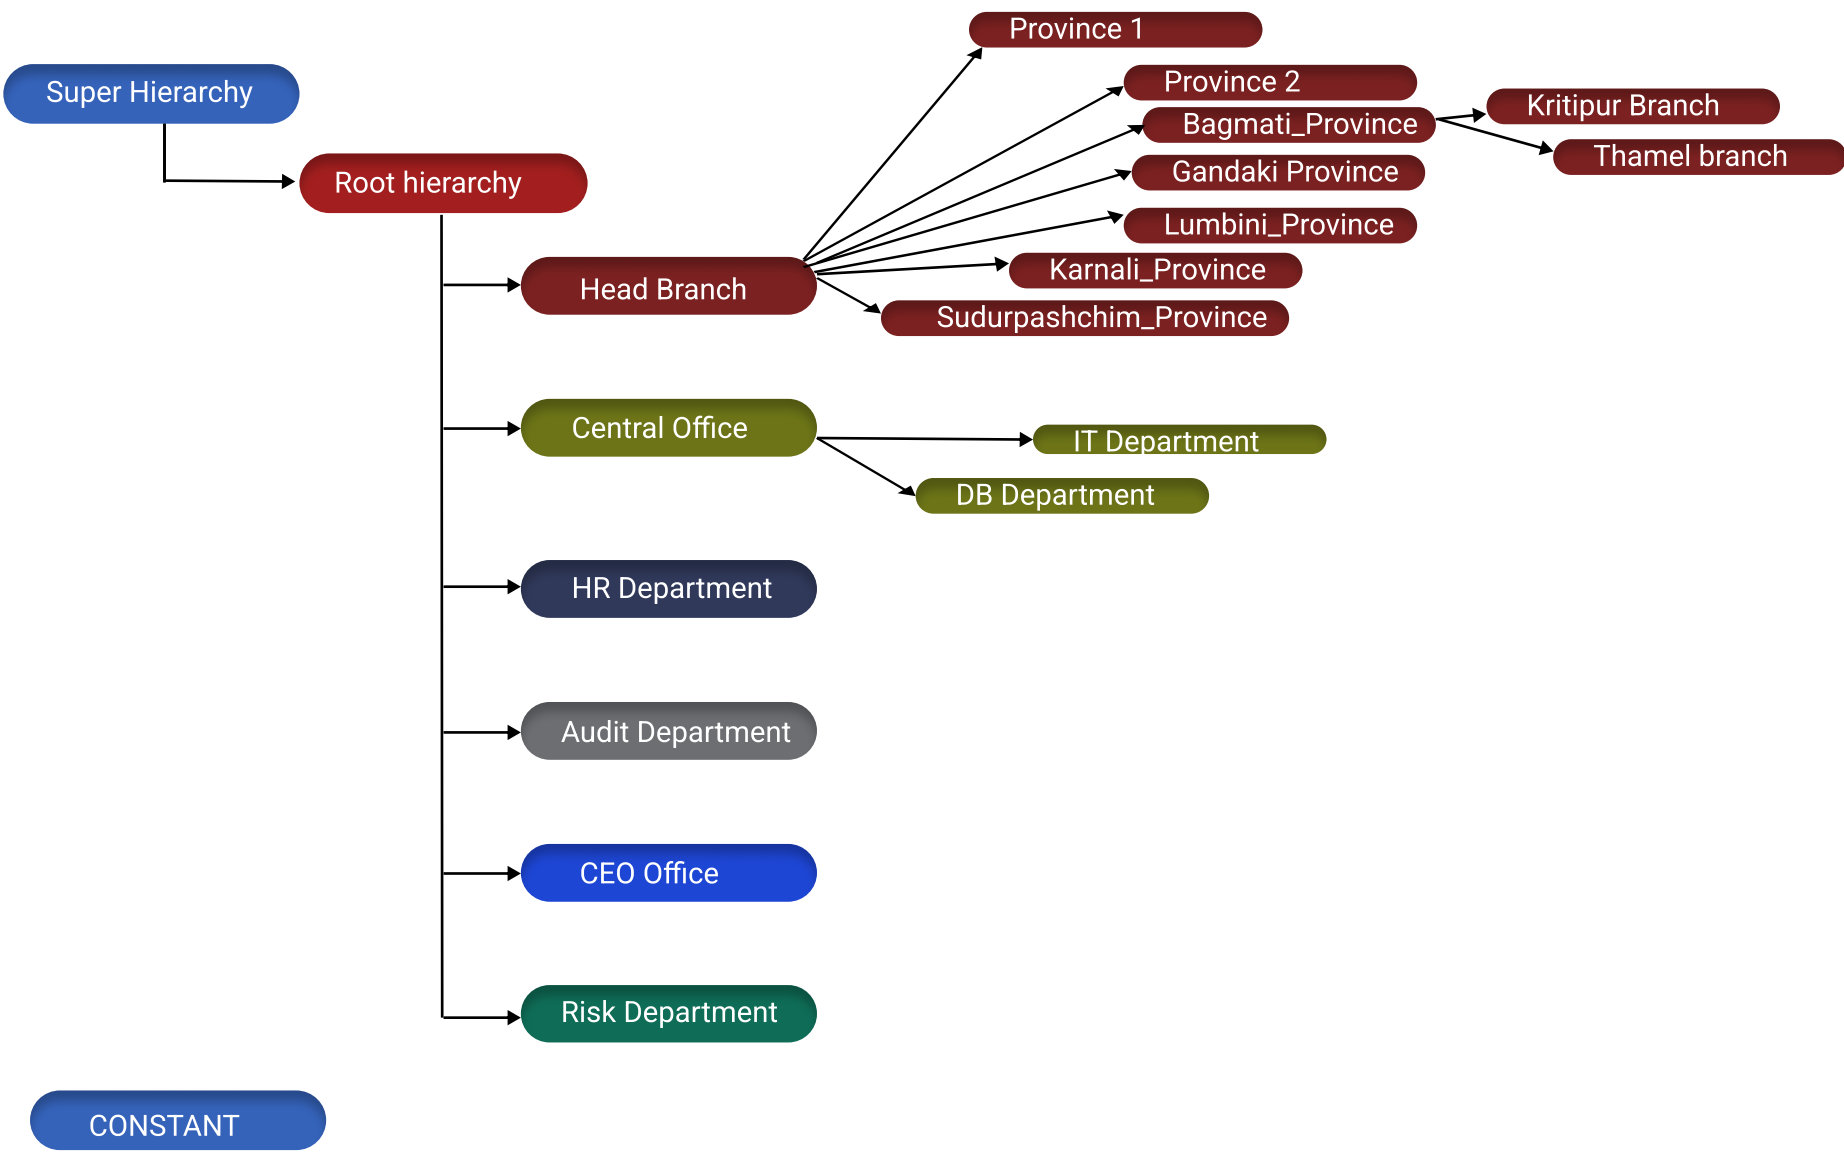 Province 1
Super Hierarchy
Province 2
Kritipur Branch
Bagmati_Province
Thamel branch
Root hierarchy
Gandaki Province
Lumbini_Province
Head Branch
Karnali_Province
Sudurpashchim_Province
Central Office
IT Department
DB Department
HR Department
Audit Department
CEO Office
Risk Department
CONSTANT